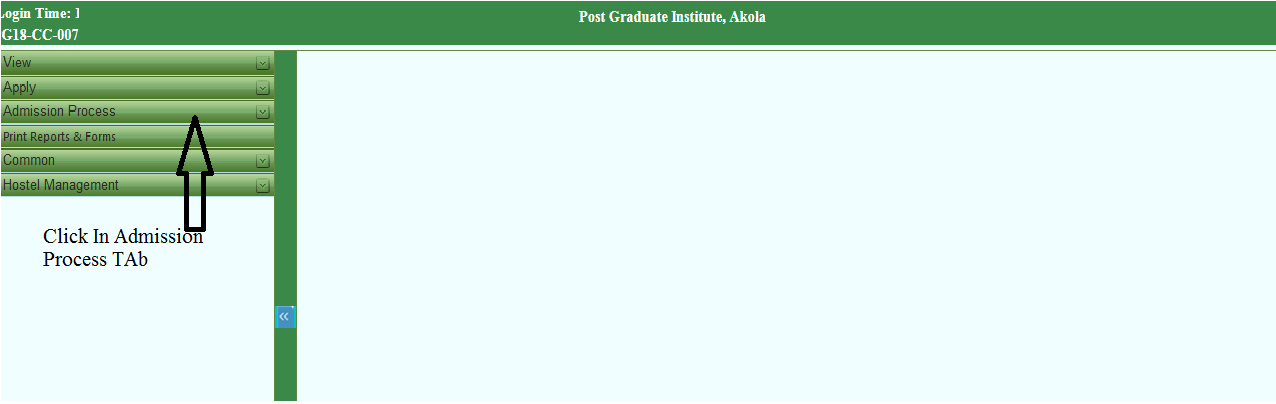 Login Time: 1
Post Graduate Institute, Akola
G18-CC-007
View
Apply
Admission Process
Print Reports & Forms
Common
Hostel Management
Click In Admission
Process TAb
«